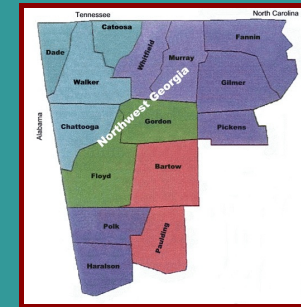 Tennessee
North Carolina
Catoosa
Fannin
Dade
Whitfield
Murray
Walker
Gilmer
Northwest Georgia
Alabama
Chattooga
Gordon
Pickens
Floyd
Bartow
Polk
Paulding
Haralson